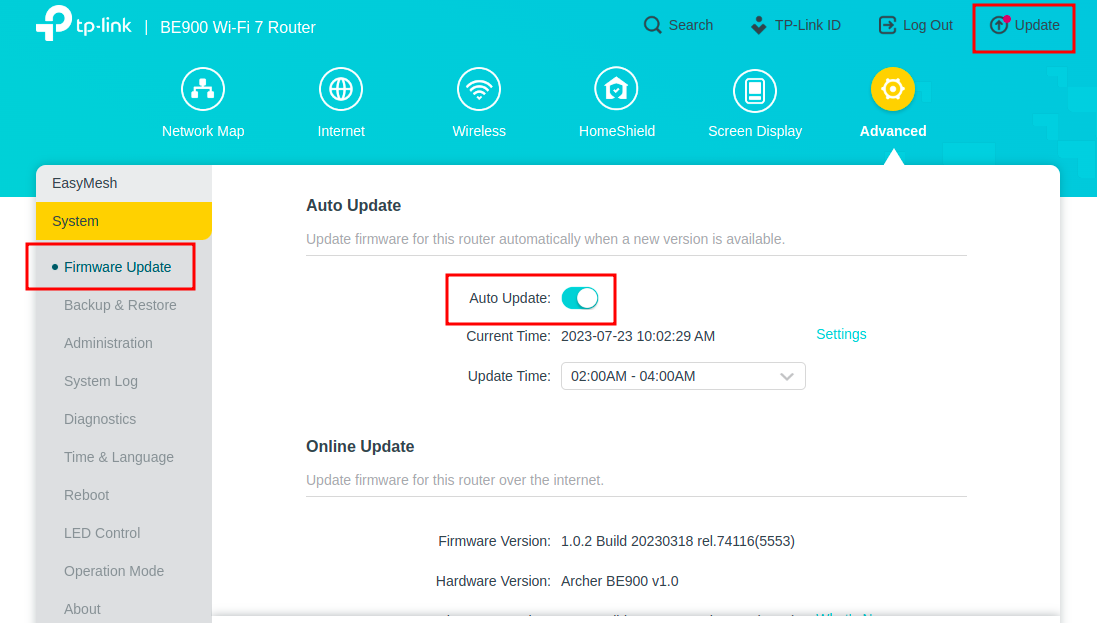 tp-link | BE900 Wi-Fi 7 Router
Search
TP-Link ID
Log Out
Update
Network Map
Internet
Wireless
HomeShield
Screen Display
Advanced
EasyMesh
System
Firmware Update
Backup & Restore
Administration
System Log
Diagnostics
Time & Language
Reboot
LED Control
Operation Mode
About
Auto Update
Update firmware for this router automatically when a new version is available.
Auto Update:
Current Time: 2023-07-23 10:02:29 AM Settings
Update Time: 02:00AM - 04:00AM
Online Update
Update firmware for this router over the internet.
Firmware Version: 1.0.2 Build 20230318 rel.74116(5553)
Hardware Version: Archer BE900 v1.0